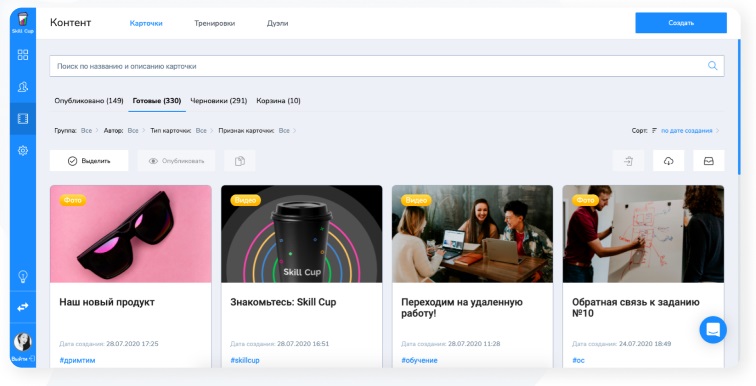 Skill Cup
Контент
Карточки
Тренировки
Дуэли
Создать
Поиск по названию и описанию карточки
Опубликовано (149) Готовые (330) Черновики (291) Корзина (10)
Группа: Все Автор: Все Тип карточки: Все Признак карточки: Все
Сорт: по дате создания
Выделить
Опубликовать
Фото
Видео
Видео
Фото
Skill Cup
Наш новый продукт
Дата создания: 28.07.2020 17:25
#дримтим
Знакомьтесь: Skill Cup
Дата создания: 28.07.2020 16:51
#skillcup
Переходим на удаленную
работу!
Дата создания: 28.07.2020 11:28
#обучение
Обратная связь к заданию
№10
Дата создания: 24.07.2020 18:49
#ос
Выйти